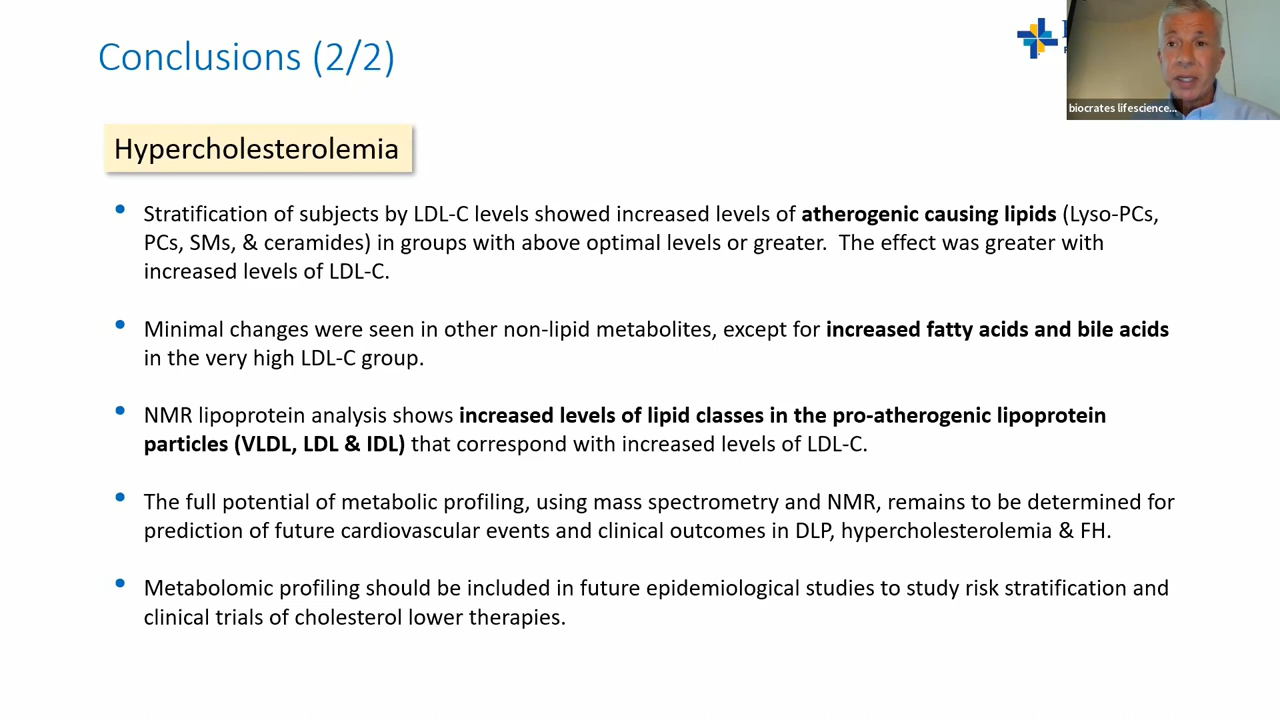 Conclusions (2/2)
biocrates lifescience...
Hypercholesterolemia
• Stratification of subjects by LDL-C levels showed increased levels of atherogenic causing lipids (Lyso-PCs,
PCs, SMs, & ceramides) in groups with above optimal levels or greater. The effect was greater with
increased levels of LDL-C.
• Minimal changes were seen in other non-lipid metabolites, except for increased fatty acids and bile acids
in the very high LDL-C group.
• NMR lipoprotein analysis shows increased levels of lipid classes in the pro-atherogenic lipoprotein
particles (VLDL, LDL & IDL) that correspond with increased levels of LDL-C.
• The full potential of metabolic profiling, using mass spectrometry and NMR, remains to be determined for
prediction of future cardiovascular events and clinical outcomes in DLP, hypercholesterolemia & FH.
• Metabolomic profiling should be included in future epidemiological studies to study risk stratification and
clinical trials of cholesterol lower therapies.